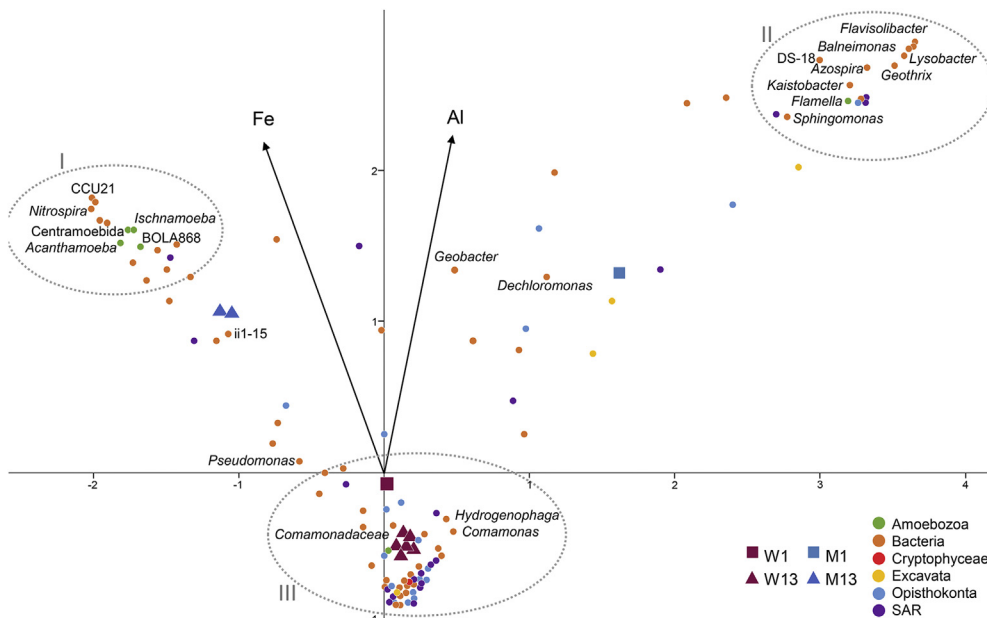 II
Flavisolibacter
Balneimonas
DS-18
Lysobacter
Azospira
Geothrix
Kaistobacter
Flamella
Sphingomonas
Fe
Al
I
CCU21
Nitrospira
Ischnamoeba
Centramoebida
BOLA868
Acanthamoeba
2
Geobacter
Dechloromonas
1
ii1-15
Pseudomonas
-2
-1
1
2
3
4
Hydrogenophaga
Comamonadaceae
Comamonas
III
W1
M1
W13
M13
Amoebozoa
Bacteria
Cryptophyceae
Excavata
Opisthokonta
SAR